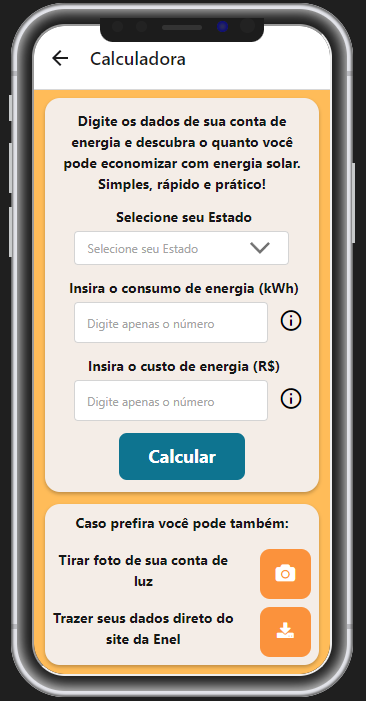 Calculadora
Digite os dados de sua conta de
energia e descubra o quanto você
pode economizar com energia solar.
Simples, rápido e prático!
Selecione seu Estado
Selecione seu Estado
Insira o consumo de energia (kWh)
Digite apenas o número
Insira o custo de energia (R$)
Digite apenas o número
Calcular
Caso prefira você pode também:
Tirar foto de sua conta de
luz
Trazer seus dados direto do
site da Enel